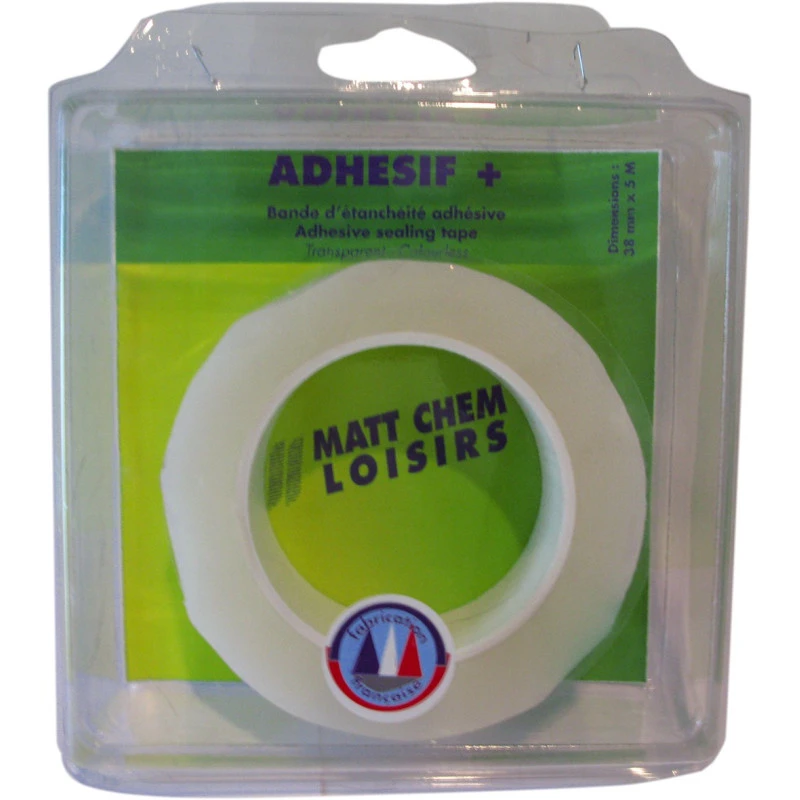 ADHESIF +
Bande d'étanchéité adhésive
Adhesive sealing tape
Transparent - Colourless
Dimensions :
38 mm x 5 M
MATT CHEM
LOISIRS
fabrication
française